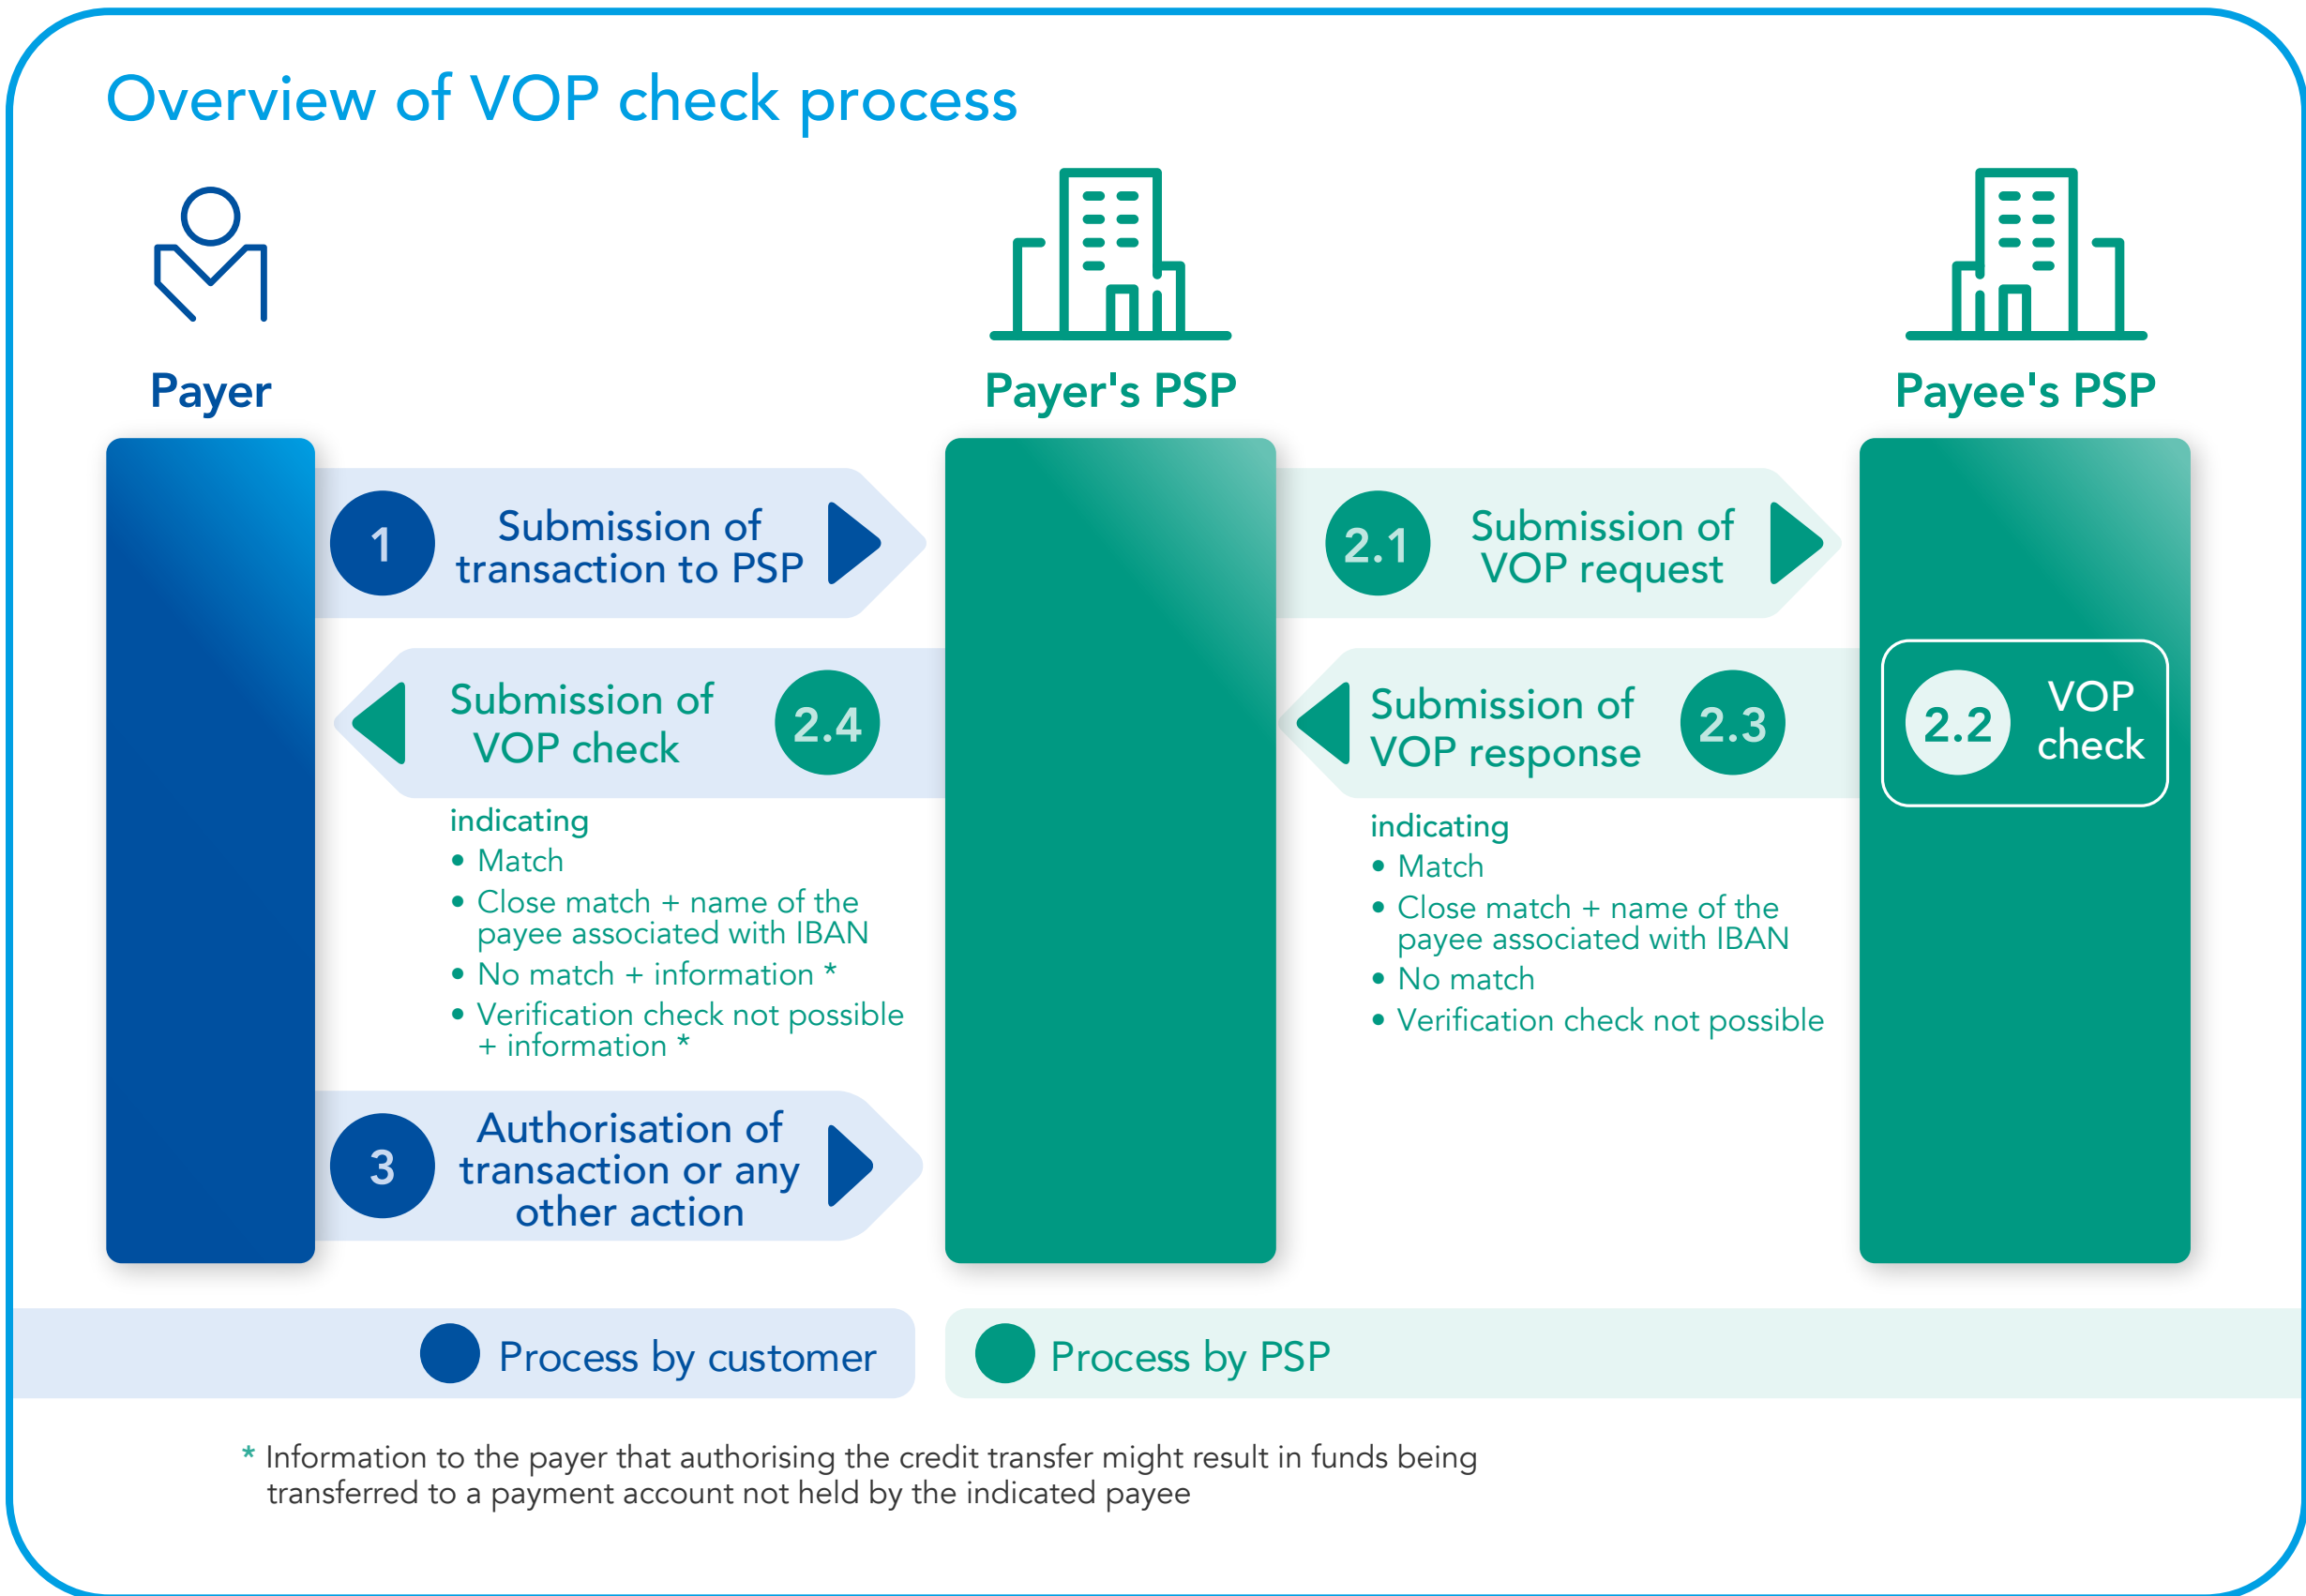 Overview of VOP check process
Payer
Payer's PSP
Payee's PSP
1
Submission of
transaction to PSP
2.1
Submission of
VOP request
Submission of
VOP check
2.4
indicating
• Match
• Close match + name of the
payee associated with IBAN
• No match + information *
• Verification check not possible
+ information *
Submission of
VOP response
2.3
indicating
• Match
• Close match + name of the
payee associated with IBAN
• No match
• Verification check not possible
2.2
VOP
check
3
Authorisation of
transaction or any
other action
Process by customer
Process by PSP
* Information to the payer that authorising the credit transfer might result in funds being
transferred to a payment account not held by the indicated payee